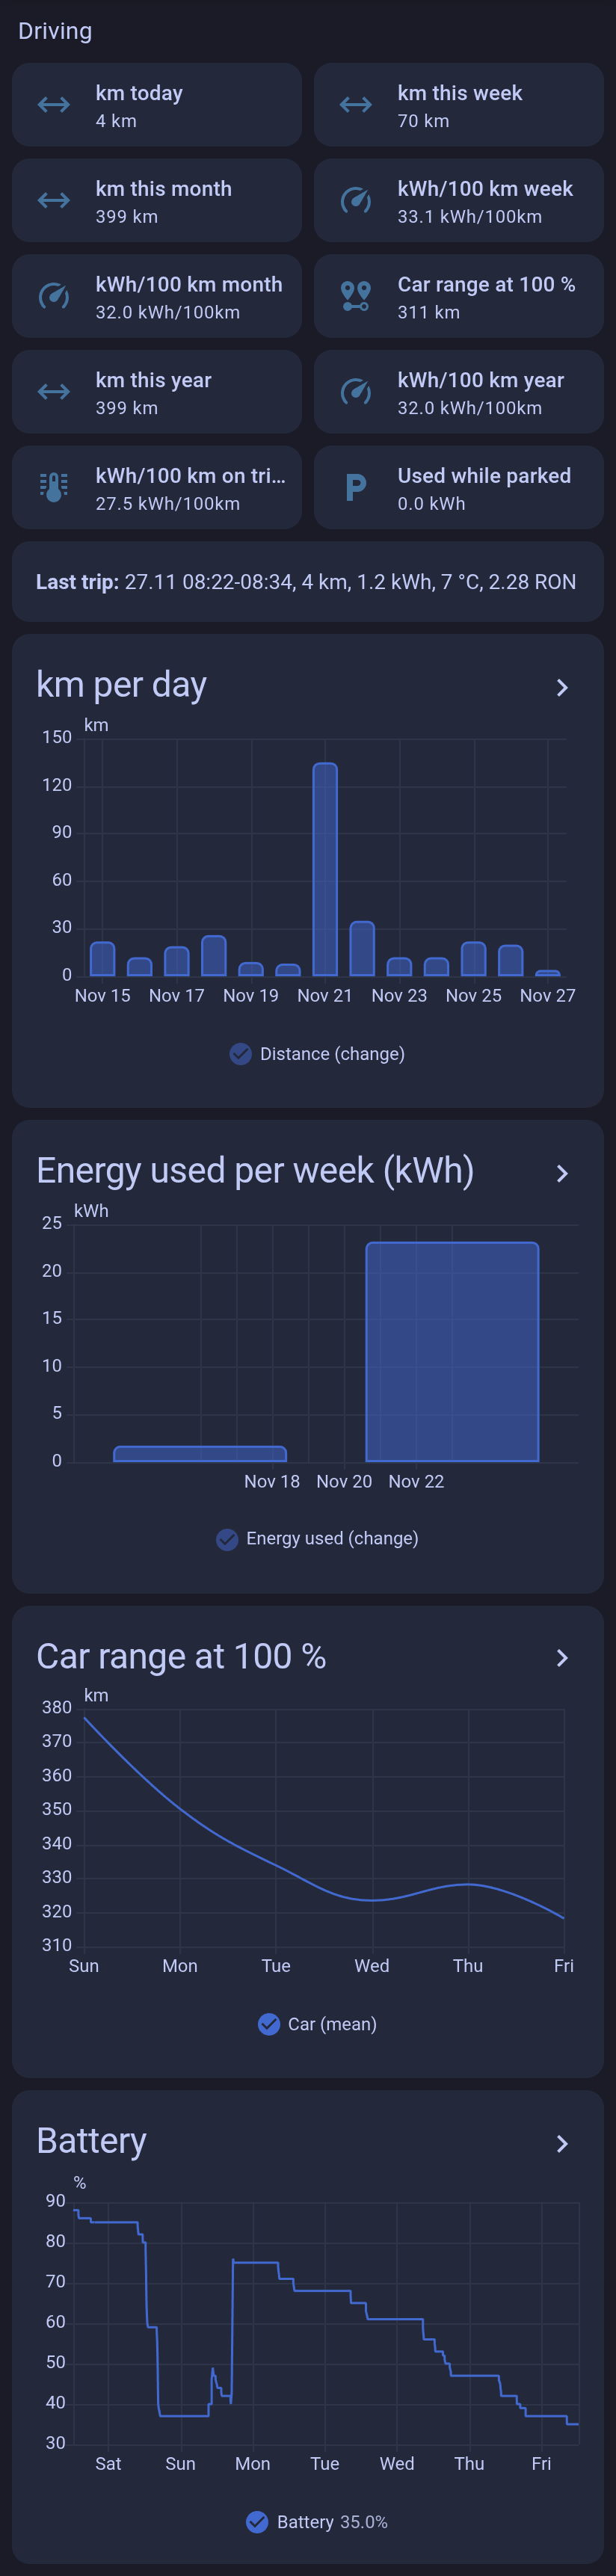 Driving
km today
4 km
km this week
70 km
km this month
399 km
kWh/100 km week
33.1 kWh/100km
kWh/100 km month
32.0 kWh/100km
Car range at 100 %
311 km
km this year
399 km
kWh/100 km year
32.0 kWh/100km
kWh/100 km on tri...
27.5 kWh/100km
Used while parked
0.0 kWh
Last trip: 27.11 08:22-08:34, 4 km, 1.2 kWh, 7 °C, 2.28 RON
km per day
km
150
120
90
60
30
0
Nov 15 Nov 17 Nov 19 Nov 21 Nov 23 Nov 25 Nov 27
Distance (change)
Energy used per week (kWh)
kWh
25
20
15
10
5
0
Nov 18 Nov 20 Nov 22
Energy used (change)
Car range at 100 %
km
380
370
360
350
340
330
320
310
Sun Mon Tue Wed Thu Fri
Car (mean)
Battery
%
90
80
70
60
50
40
30
Sat Sun Mon Tue Wed Thu Fri
Battery 35.0%